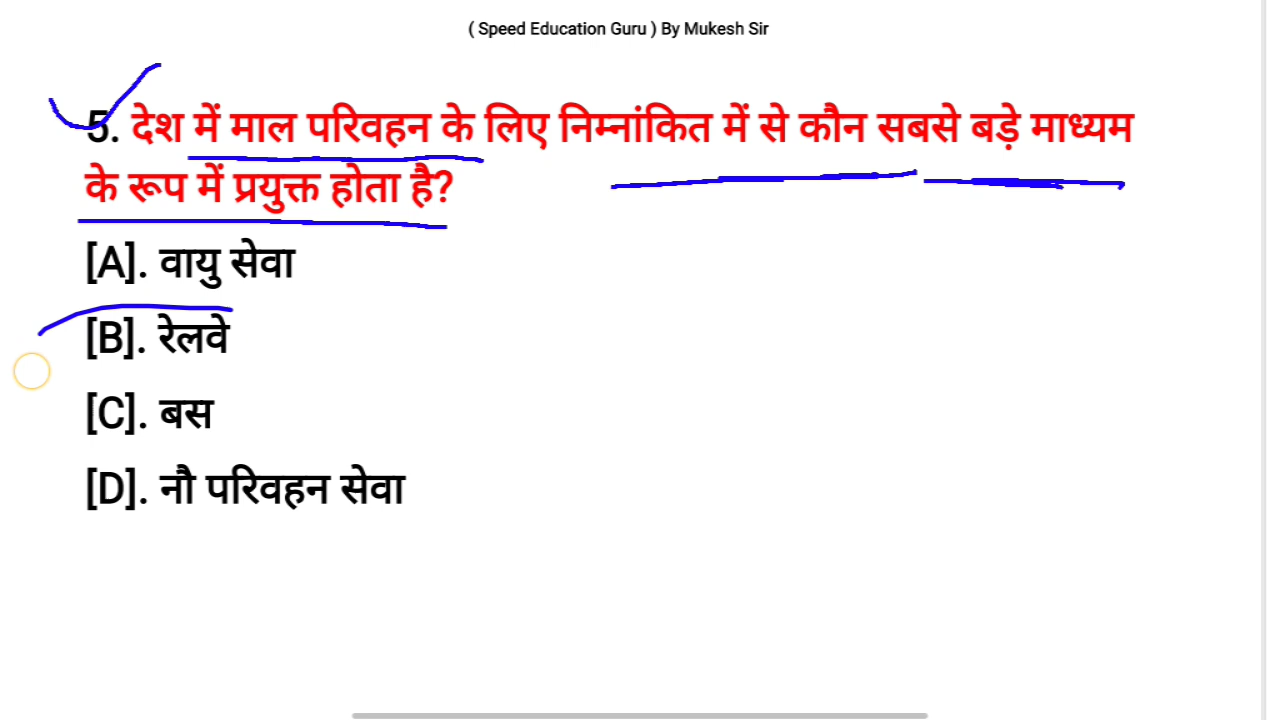 ( Speed Education Guru ) By Mukesh Sir
5. देश में माल परिवहन के लिए निम्नांकित में से कौन सबसे बड़े माध्यम
के रूप में प्रयुक्त होता है?
[A]. वायु सेवा
[B]. रेलवे
[C]. बस
[D]. नौ परिवहन सेवा